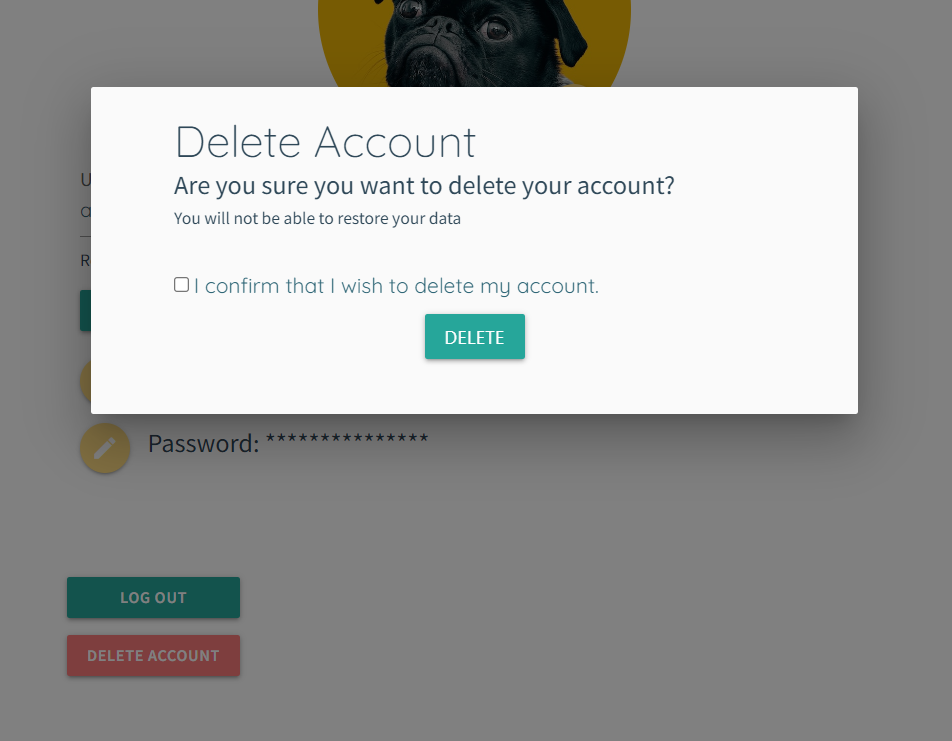 Delete Account
Are you sure you want to delete your account?
You will not be able to restore your data
I confirm that I wish to delete my account.
DELETE
Password: ***************
LOG OUT
DELETE ACCOUNT